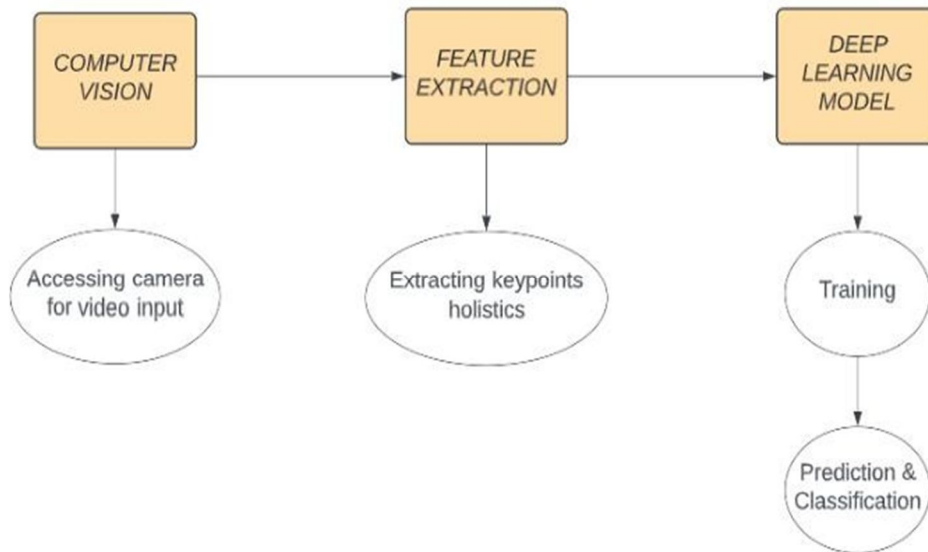 COMPUTER
VISION
FEATURE
EXTRACTION
DEEP
LEARNING
MODEL
Accessing camera
for video input
Extracting keypoints
holistics
Training
Prediction &
Classification